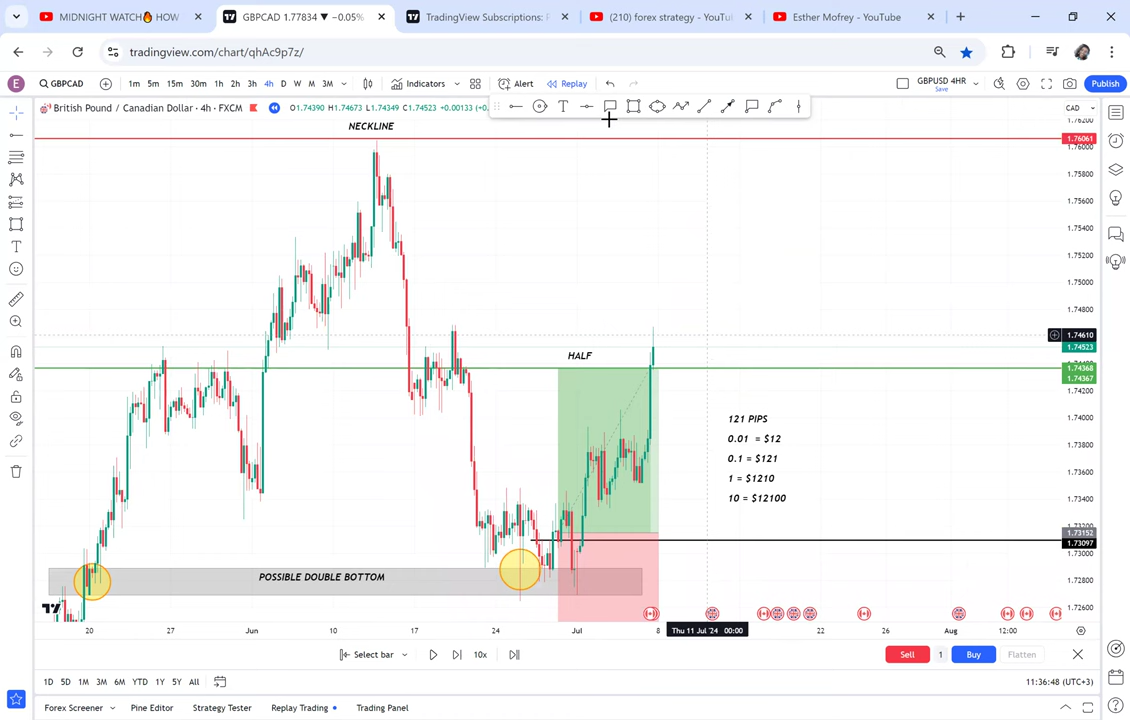 MIDNIGHT WATCH🔥 HOW
GBPCAD 1.77834 ▼ −0.05%
TradingView Subscriptions: P
(210) forex strategy - YouTu
Esther Mofrey - YouTube
tradingview.com/chart/qhAc9p7z/
E
GBPCAD
1m 5m 15m 30m 1h 2h 3h 4h D W M 3M
Indicators
Alert
Replay
GBPUSD 4HR
Save
Publish
British Pound / Canadian Dollar · 4h · FXCM
O1.74390 H1.74673 L1.74349 C1.74523 +0.00133 (+0.
CAD
NECKLINE
1.76200
1.76061
1.76000
1.75800
1.75600
1.75400
1.75200
1.75000
1.74800
1.74610
1.74523
HALF
1.74368
1.74367
1.74200
1.74000
1.73800
1.73600
1.73400
1.73200
1.73152
1.73097
1.73000
1.72800
1.72600
121 PIPS
0.01 = $12
0.1 = $121
1 = $1210
10 = $12100
POSSIBLE DOUBLE BOTTOM
20 27 Jun 10 17 24 Jul 8 Thu 11 Jul '24 00:00 22 26 Aug 12:00
Select bar
10x
Sell
1
Buy
Flatten
1D 5D 1M 3M 6M YTD 1Y 5Y All
11:36:48 (UTC+3)
Forex Screener
Pine Editor
Strategy Tester
Replay Trading
Trading Panel